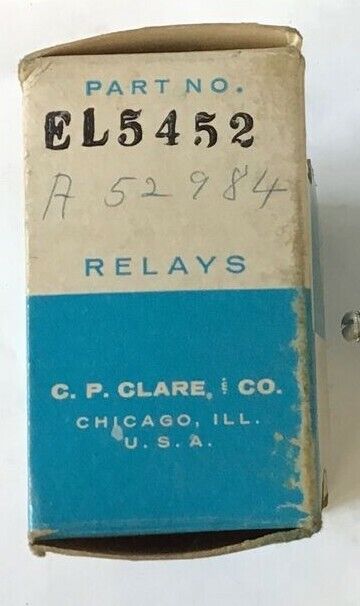 PART NO.
EL5452
A 52984
RELAYS
C. P. CLARE, & CO.
CHICAGO, ILL.
U. S. A.